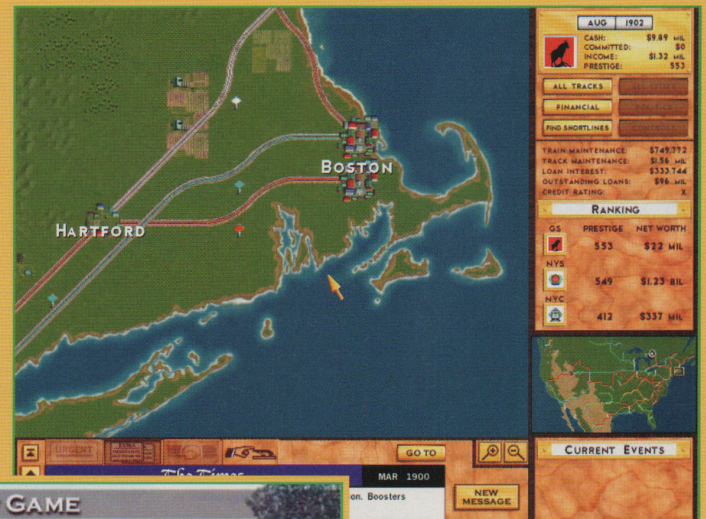 AUG 1902
CASH: $9.89 MIL
COMMITTED: $0
INCOME: $1.32 MIL
PRESTIGE: 553
ALL TRACKS
FINANCIAL
FIND SHORTLINES
TRAIN MAINTENANCE: $749,772
TRACK MAINTENANCE: $1.56 MIL
LOAN INTEREST: $333,744
OUTSTANDING LOANS: $96 MIL
CREDIT RATING: X
RANKING
GS PRESTIGE NET WORTH
553 $22 MIL
NYS
549 $1.23 BIL
NYC
412 $337 MIL
BOSTON
HARTFORD
URGENT
EXTRA
GO TO
The Times
MAR 1900
on. Boosters
NEW MESSAGE
CURRENT EVENTS
GAME